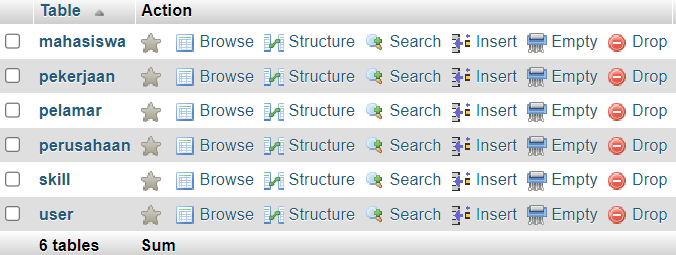 Table Action
mahasiswa Browse Structure Search Insert Empty Drop
pekerjaan Browse Structure Search Insert Empty Drop
pelamar Browse Structure Search Insert Empty Drop
perusahaan Browse Structure Search Insert Empty Drop
skill Browse Structure Search Insert Empty Drop
user Browse Structure Search Insert Empty Drop
6 tables Sum